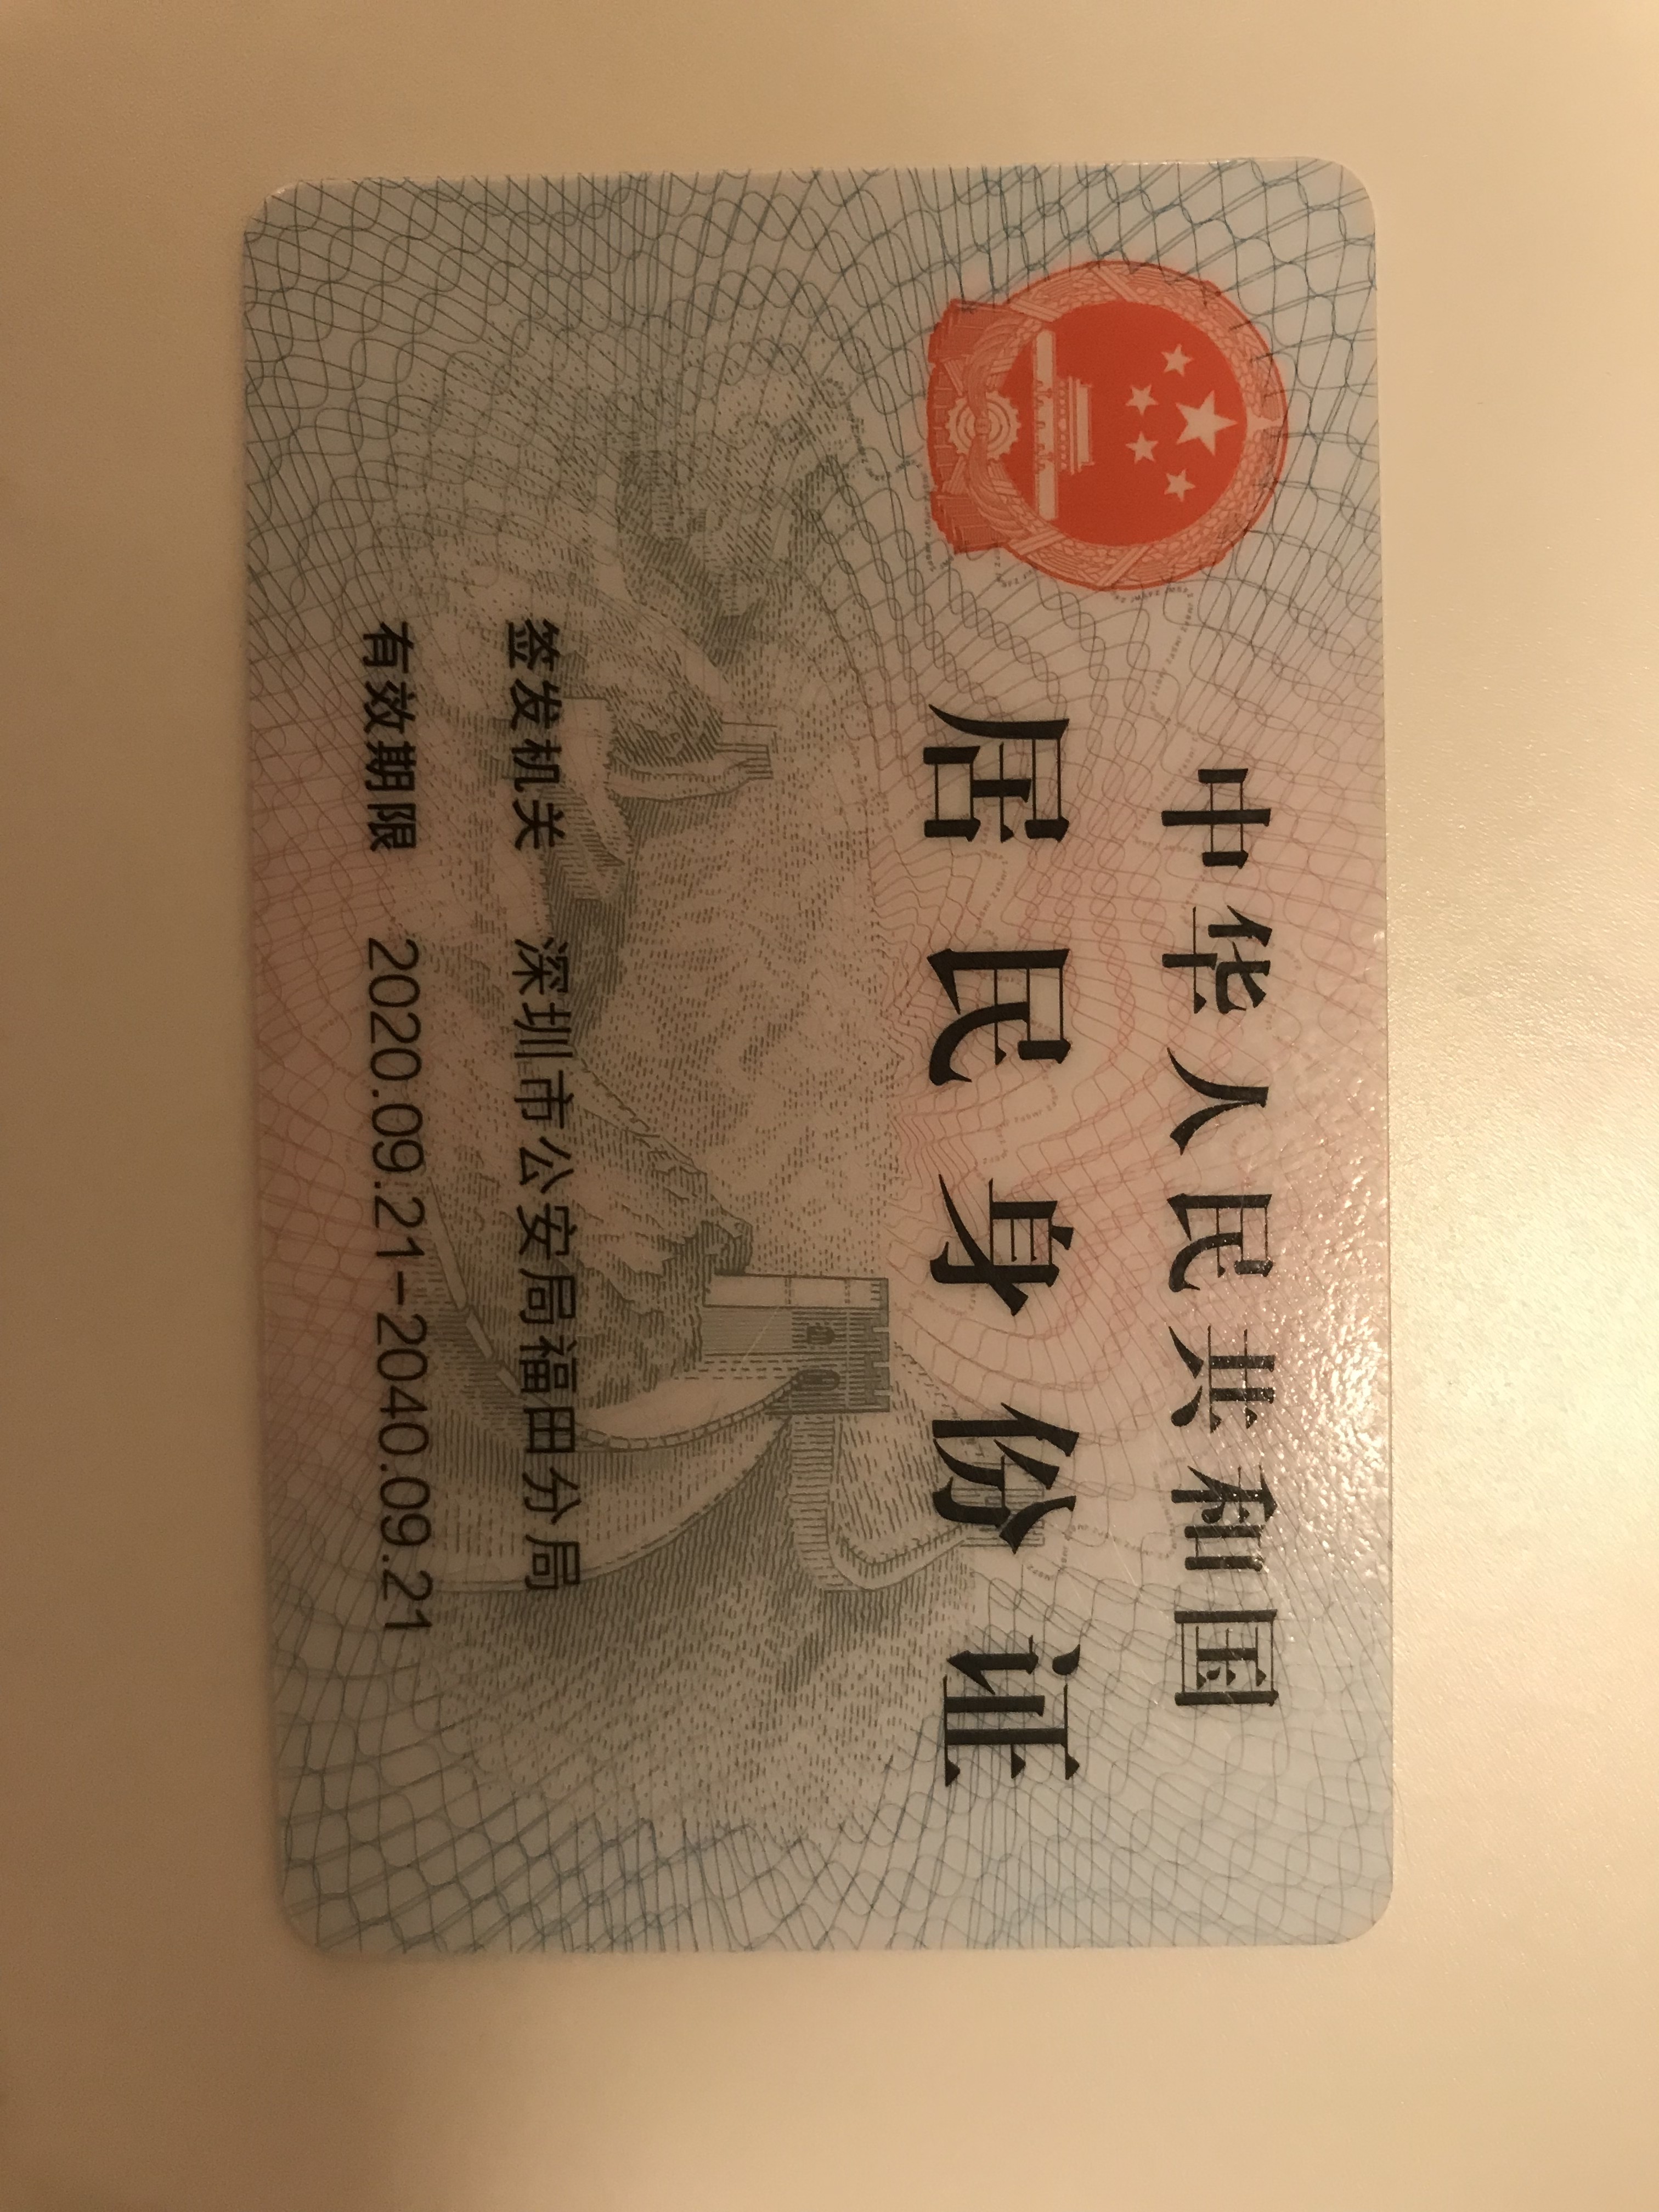 中华人民共和国
居民身份证
签发机关 深圳市公安局福田分局
有效期限 2020.09.21-2040.09.21